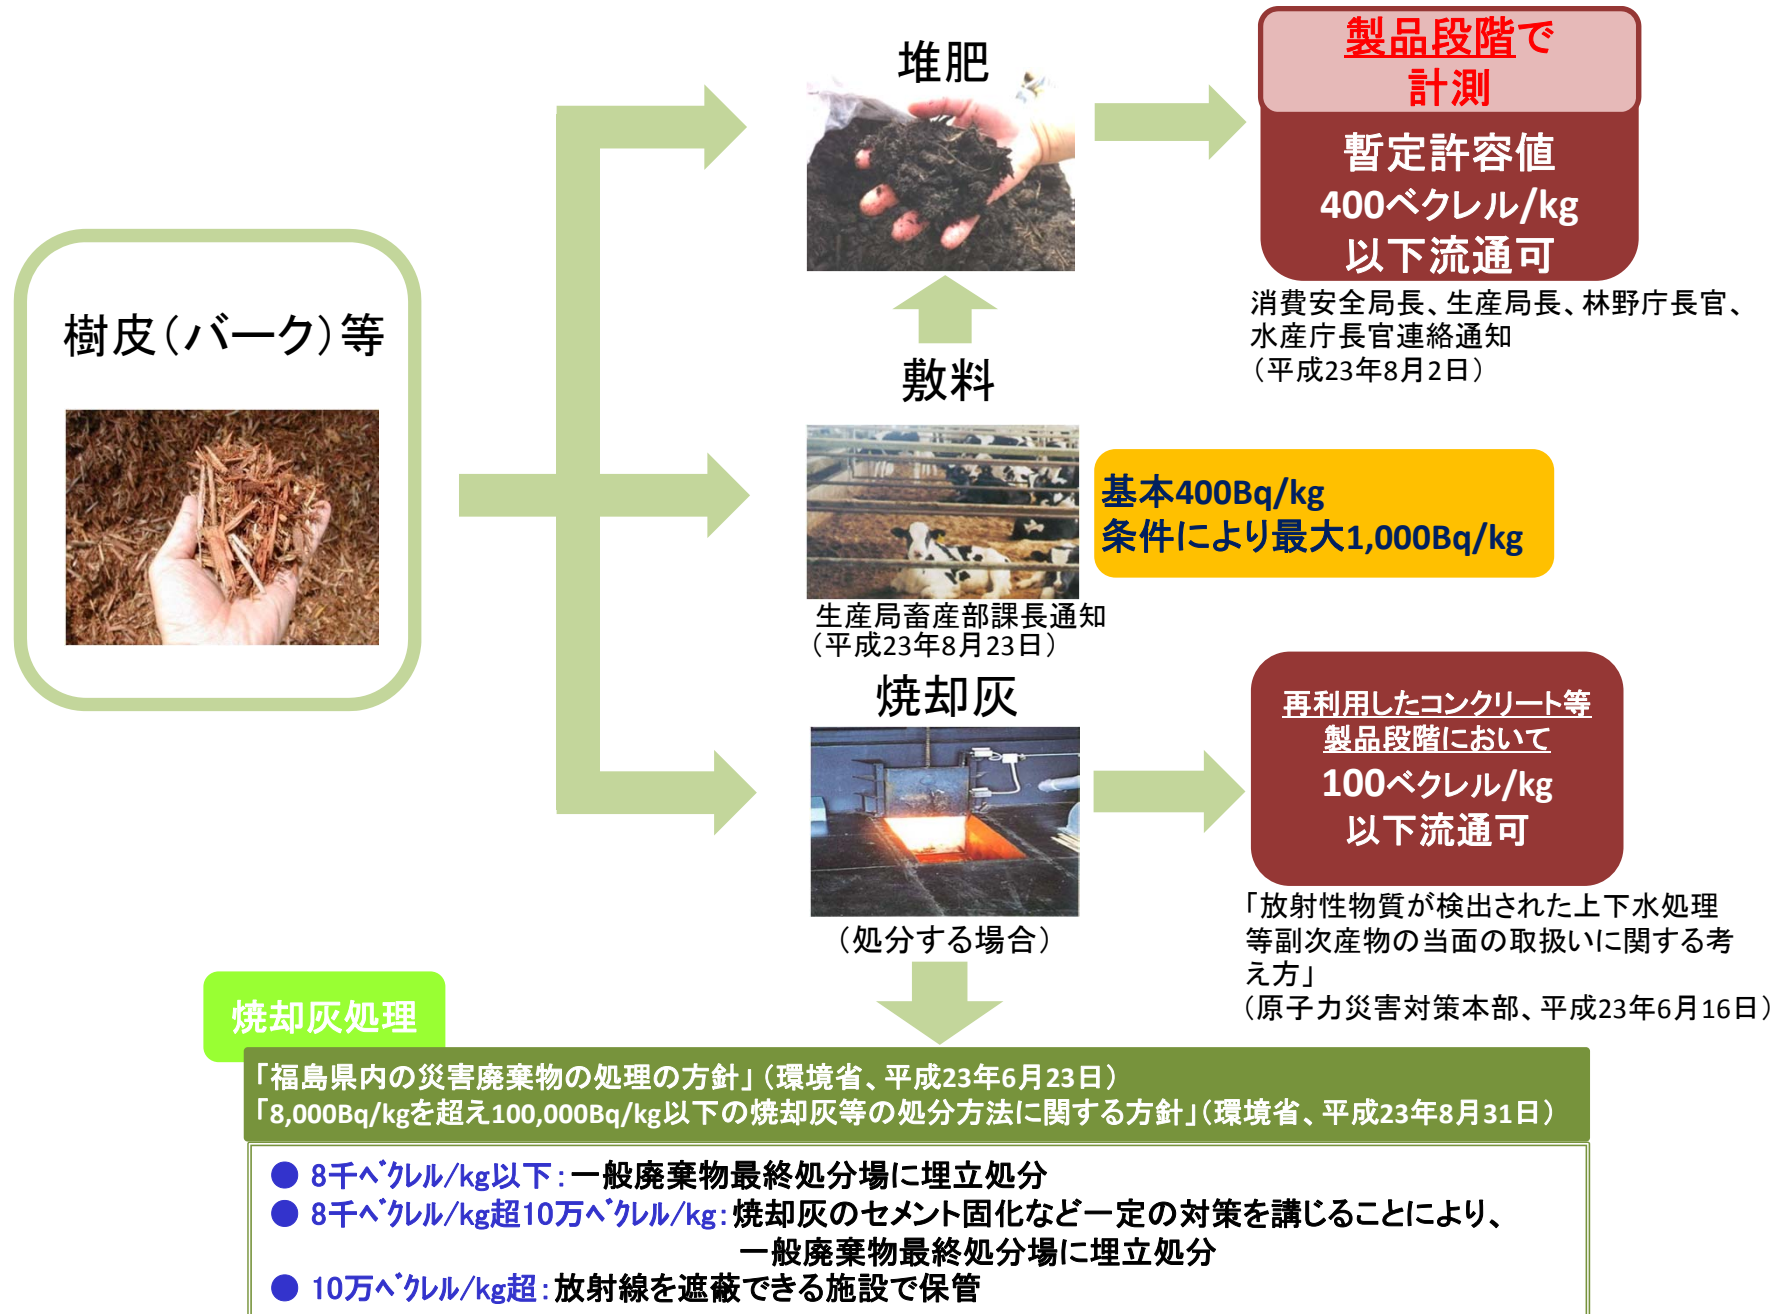 樹皮（バーク）等
堆肥
製品段階で
計測
暫定許容値
400ベクレル/kg
以下流通可
消費安全局長、生産局長、林野庁長官、
水産庁長官連絡通知
（平成23年8月2日）
敷料
基本400Bq/kg
条件により最大1,000Bq/kg
生産局畜産部課長通知
（平成23年8月23日）
焼却灰
再利用したコンクリート等
製品段階において
100ベクレル/kg
以下流通可
「放射性物質が検出された上下水処理
等副次産物の当面の取扱いに関する考
え方」
（原子力災害対策本部、平成23年6月16日）
（処分する場合）
焼却灰処理
「福島県内の災害廃棄物の処理の方針」（環境省、平成23年6月23日）
「8,000Bq/kgを超え100,000Bq/kg以下の焼却灰等の処分方法に関する方針」（環境省、平成23年8月31日）
● 8千ﾍﾞｸﾚﾙ/kg以下：一般廃棄物最終処分場に埋立処分
● 8千ﾍﾞｸﾚﾙ/kg超10万ﾍﾞｸﾚﾙ/kg：焼却灰のセメント固化など一定の対策を講じることにより、
一般廃棄物最終処分場に埋立処分
● 10万ﾍﾞｸﾚﾙ/kg超：放射線を遮蔽できる施設で保管